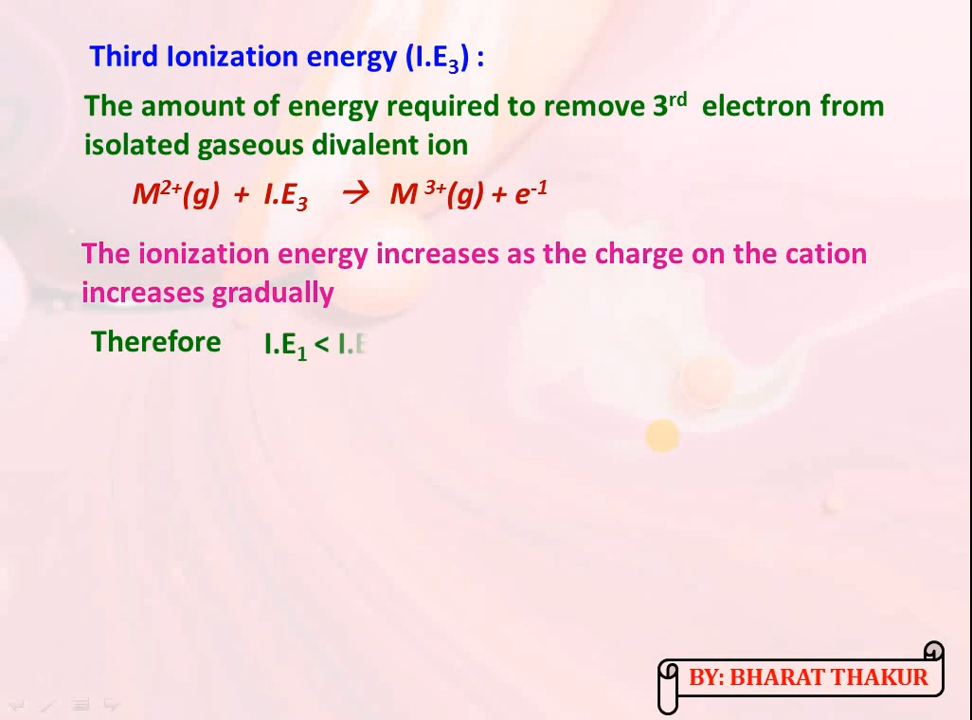 Third Ionization energy (I.E₃) :
The amount of energy required to remove 3ʳᵈ electron from
isolated gaseous divalent ion
M²⁺(g) + I.E₃ → M ³⁺(g) + e⁻¹
The ionization energy increases as the charge on the cation
increases gradually
Therefore I.E₁ < I.E
BY: BHARAT THAKUR